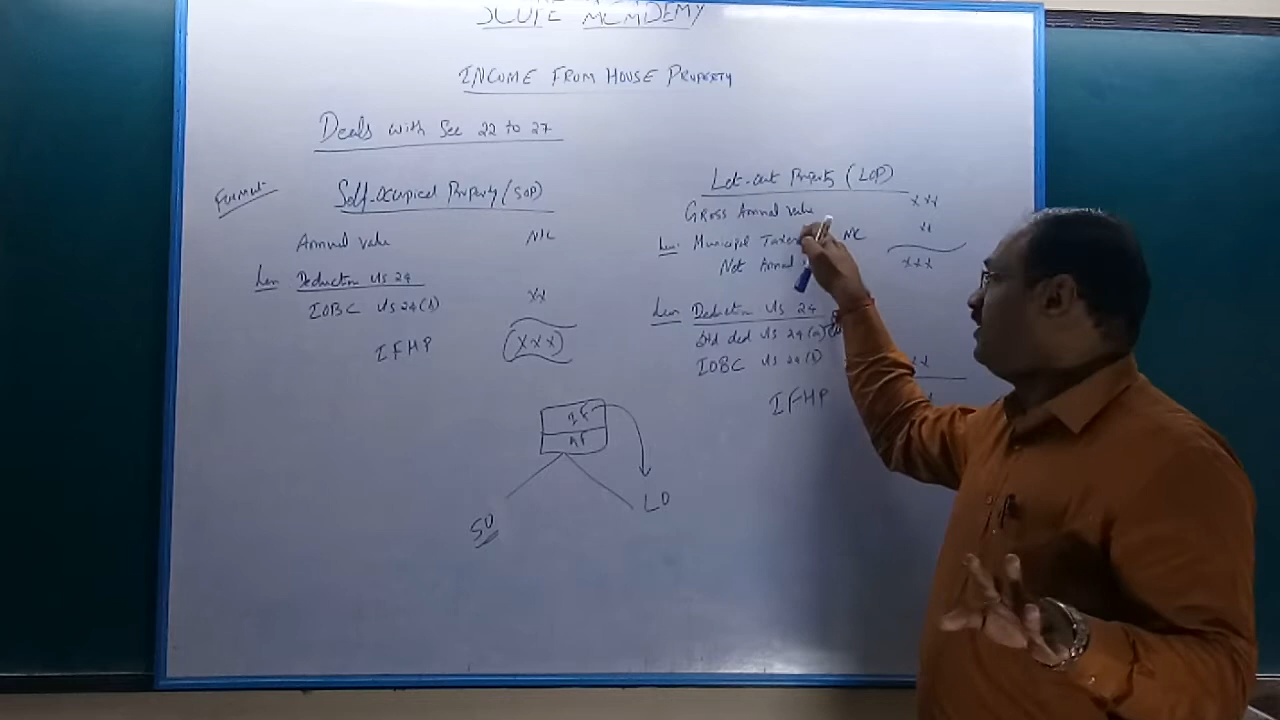 INCOME FROM HOUSE PROPERTY
Deals with Sec 22 to 27
Format
Self-occupied Property (SOP)
Annual value NIL
Less Deduction U/s 24
IOBC U/s 24(b) xx
IFHP (xxx)
Let-out Property (LOP)
Gross Annual Value xxx
Less: Municipal Taxes xx
Net Annual xxx
Less Deduction U/s 24
Std ded U/s 24(a)
IOBC U/s 24(b) xx
IFHP
SO
LO